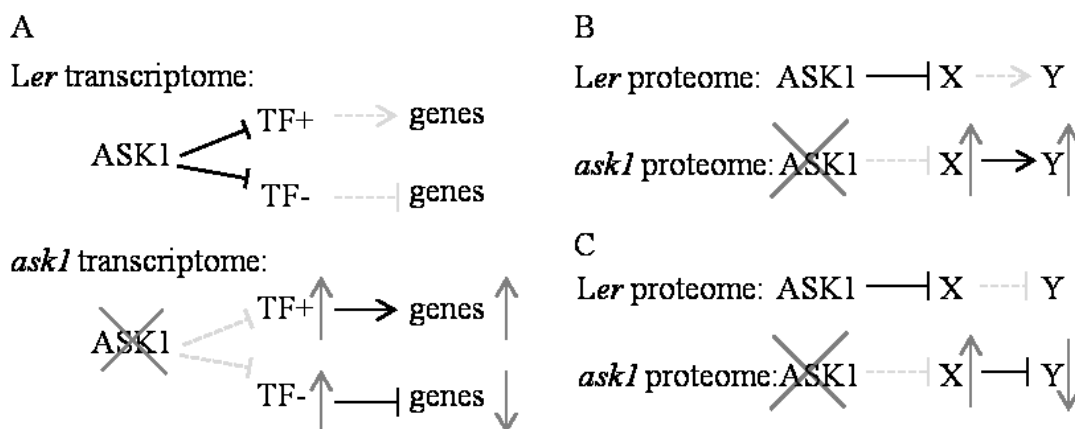 A
Ler transcriptome:
TF+ genes
ASK1
TF- genes
ask1 transcriptome:
TF+ genes
ASK1
TF- genes
B
Ler proteome: ASK1 X Y
ask1 proteome: ASK1 X Y
C
Ler proteome: ASK1 X Y
ask1 proteome: ASK1 X Y